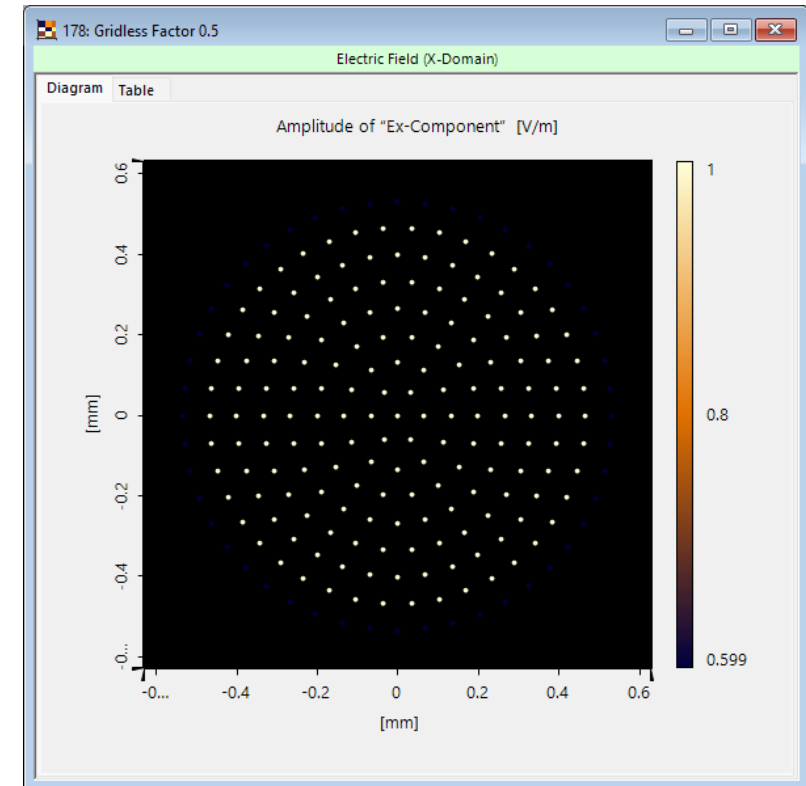 178: Gridless Factor 0.5
Electric Field (X-Domain)
Diagram Table
Amplitude of "Ex-Component" [V/m]
0.6
0.4
0.2
0
-0.2
-0.4
-0...
[mm]
-0... -0.4 -0.2 0 0.2 0.4 0.6
[mm]
1
0.8
0.599